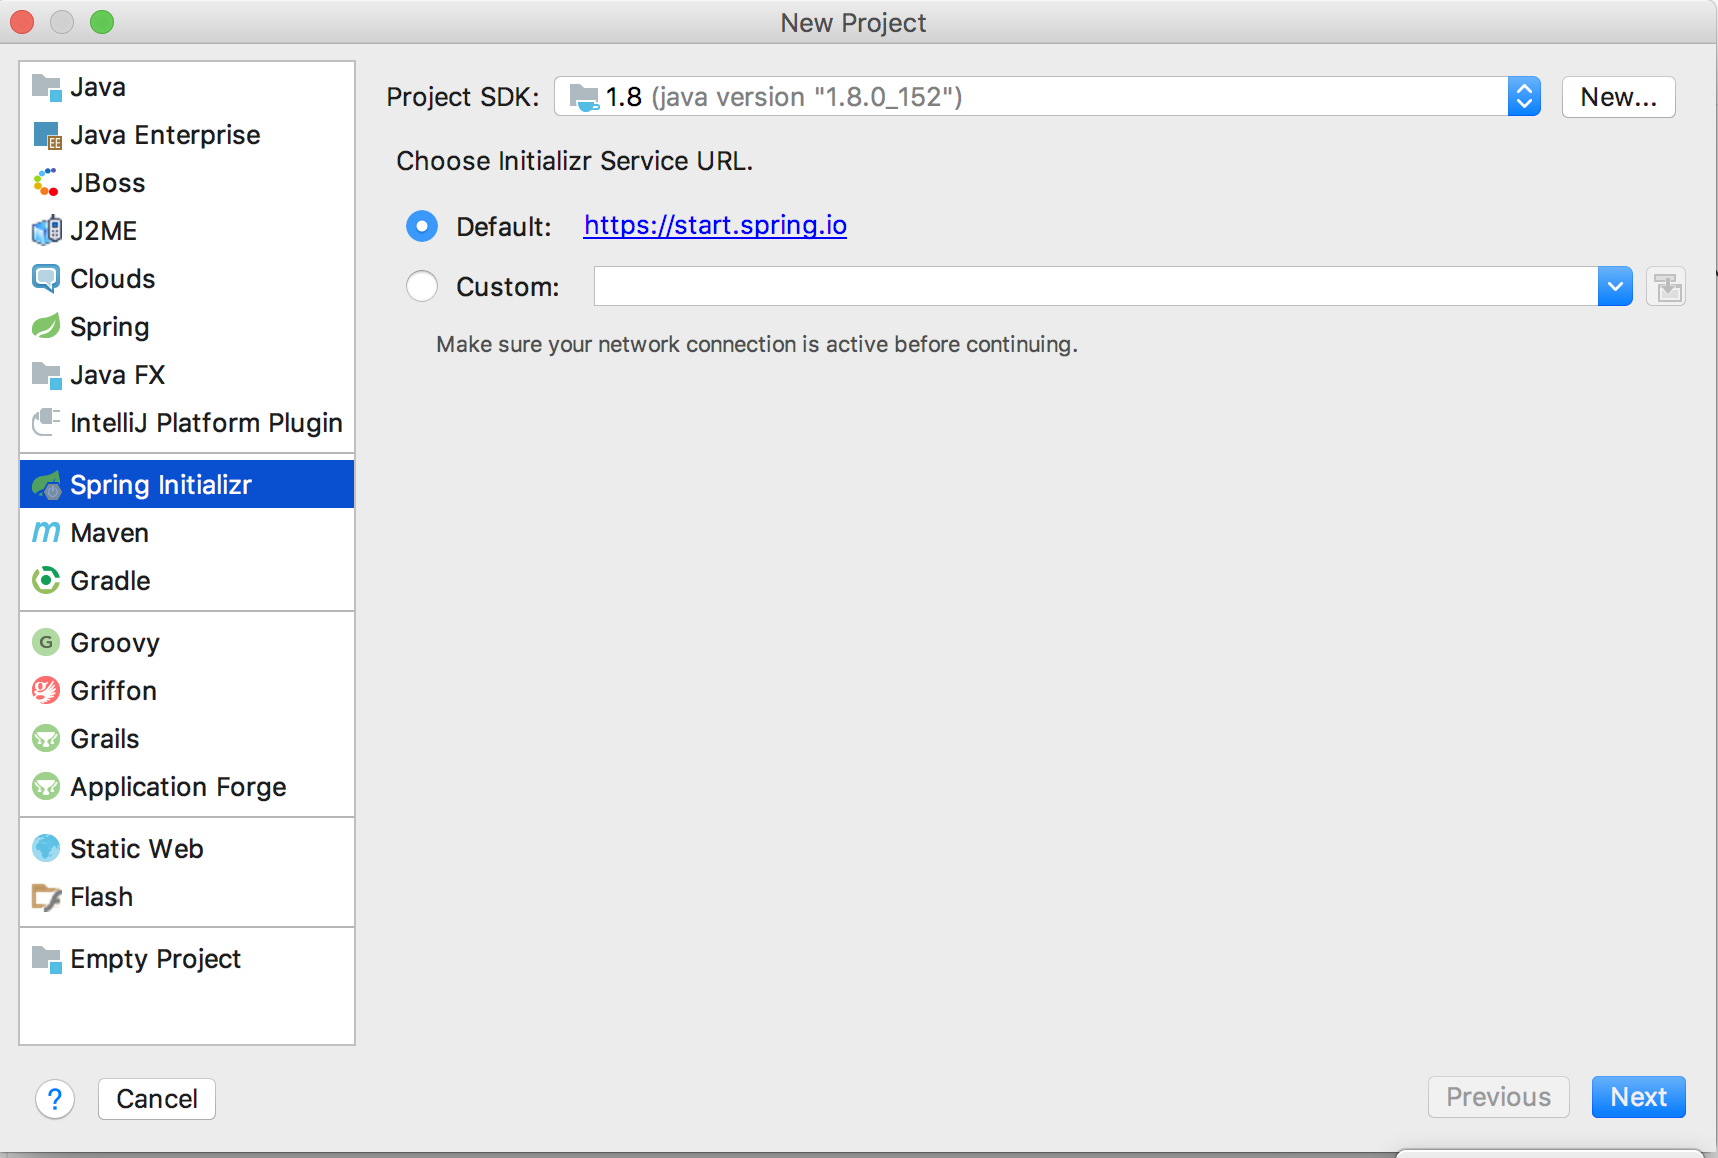 New Project
Java
Java Enterprise
JBoss
J2ME
Clouds
Spring
Java FX
IntelliJ Platform Plugin
Spring Initializr
Maven
Gradle
Groovy
Griffon
Grails
Application Forge
Static Web
Flash
Empty Project
Project SDK: 1.8 (java version "1.8.0_152") New...
Choose Initializr Service URL.
Default: https://start.spring.io
Custom:
Make sure your network connection is active before continuing.
? Cancel Previous Next